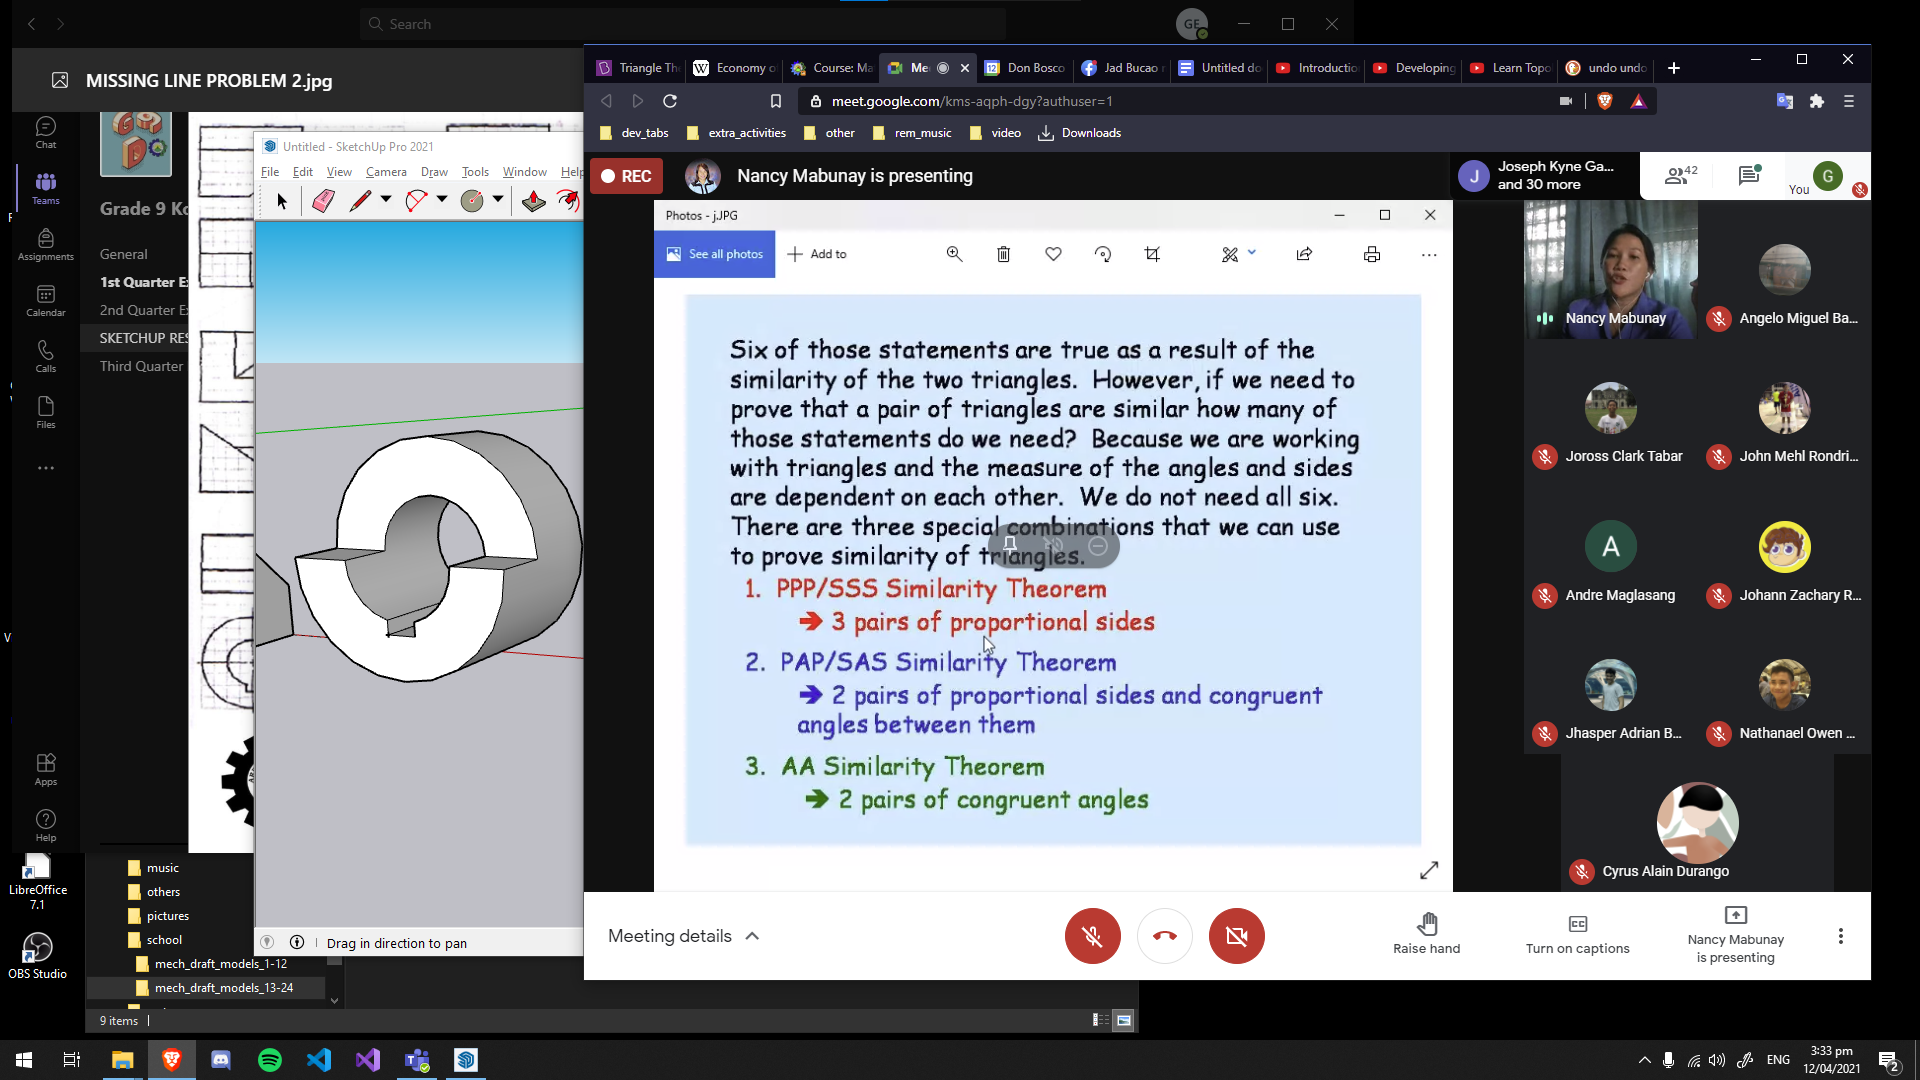 Search
GE
MISSING LINE PROBLEM 2.jpg
Chat
Teams
Assignments
Calendar
Calls
Files
Apps
Help
Grade 9 Ko
General
1st Quarter E
2nd Quarter E
SKETCHUP RES
Third Quarter
Untitled - SketchUp Pro 2021
File Edit View Camera Draw Tools Window Help
Drag in direction to pan
Triangle The
Economy o
Course: Ma
Me
Don Bosco
Jad Bucao
Untitled do
Introduction
Developing
Learn Topo
undo undo
meet.google.com/kms-aqph-dgy?authuser=1
dev_tabs
extra_activities
other
rem_music
video
Downloads
REC
Nancy Mabunay is presenting
J
Joseph Kyne Ga...
and 30 more
42
You
G
Photos - j.JPG
See all photos
Add to
Six of those statements are true as a result of the
similarity of the two triangles. However, if we need to
prove that a pair of triangles are similar how many of
those statements do we need? Because we are working
with triangles and the measure of the angles and sides
are dependent on each other. We do not need all six.
There are three special combinations that we can use
to prove similarity of triangles.
1. PPP/SSS Similarity Theorem
➔ 3 pairs of proportional sides
2. PAP/SAS Similarity Theorem
➔ 2 pairs of proportional sides and congruent
angles between them
3. AA Similarity Theorem
➔ 2 pairs of congruent angles
Nancy Mabunay
Angelo Miguel Ba...
Joross Clark Tabar
John Mehl Rondri...
A
Andre Maglasang
Johann Zachary R...
Jhasper Adrian B...
Nathanael Owen ...
Cyrus Alain Durango
Meeting details
Raise hand
Turn on captions
Nancy Mabunay
is presenting
LibreOffice
7.1
OBS Studio
music
others
pictures
school
mech_draft_models_1-12
mech_draft_models_13-24
9 items
ENG
3:33 pm
12/04/2021
2